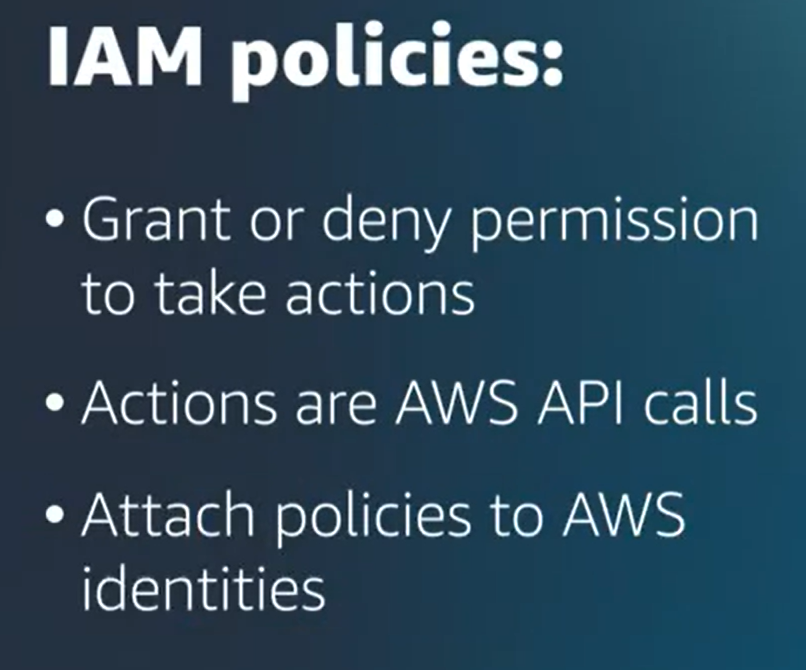 IAM policies:
• Grant or deny permission
to take actions
• Actions are AWS API calls
• Attach policies to AWS
identities